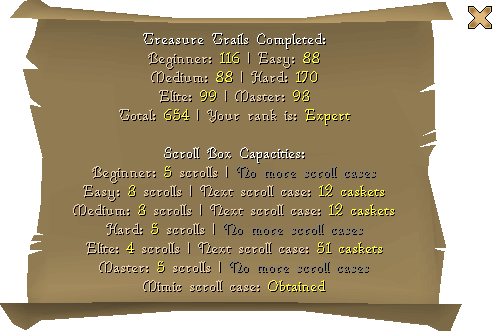 Treasure Trails Completed:
Beginner: 116 | Easy: 88
Medium: 88 | Hard: 170
Elite: 99 | Master: 93
Total: 654 | Your rank is: Expert
Scroll Box Capacities:
Beginner: 5 scrolls | No more scroll cases
Easy: 3 scrolls | Next scroll case: 12 caskets
Medium: 3 scrolls | Next scroll case: 12 caskets
Hard: 5 scrolls | No more scroll cases
Elite: 4 scrolls | Next scroll case: 51 caskets
Master: 5 scrolls | No more scroll cases
Mimic scroll case: Obtained